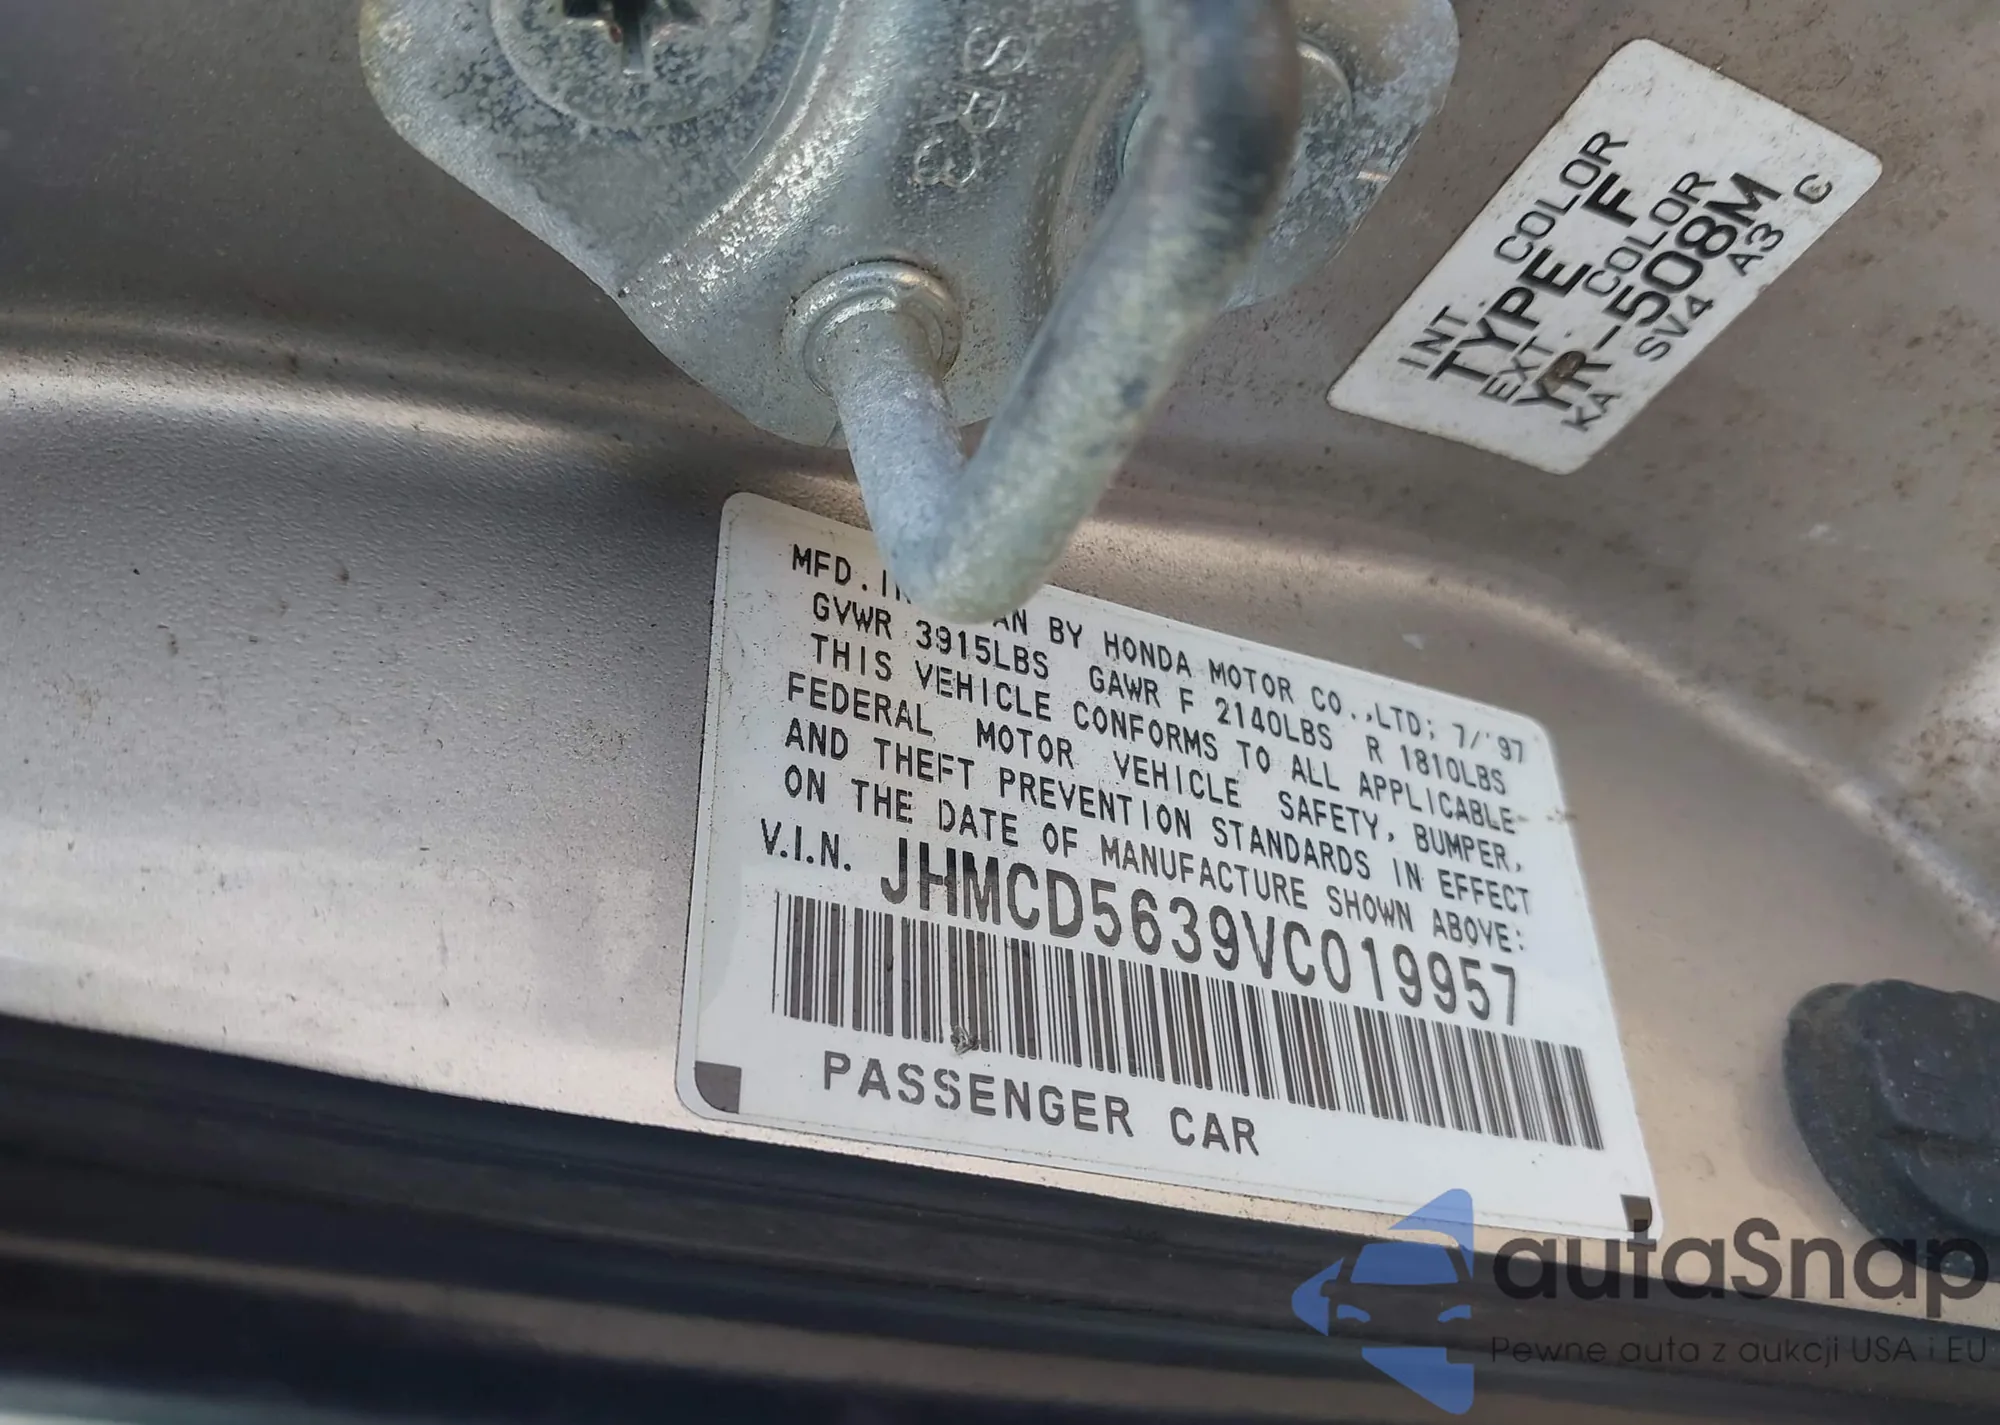 INT COLOR
TYPE F
EXT COLOR
YR-508M
KA SV4 A3 C
MFD. BY HONDA MOTOR CO.,LTD; 7/'97
GVWR 3915LBS GAWR F 2140LBS R 1810LBS
THIS VEHICLE CONFORMS TO ALL APPLICABLE
FEDERAL MOTOR VEHICLE SAFETY, BUMPER,
AND THEFT PREVENTION STANDARDS IN EFFECT
ON THE DATE OF MANUFACTURE SHOWN ABOVE:
V.I.N. JHMCD5639VC019957
PASSENGER CAR
autaSnap
Pewne auta z aukcji USA i EU